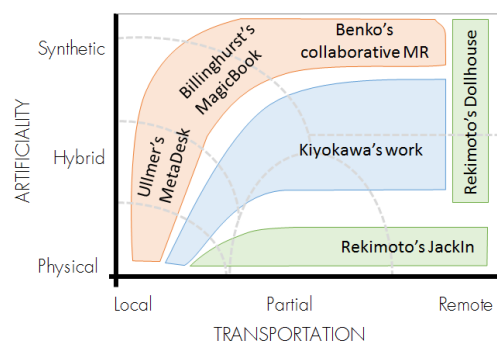 Synthetic
Hybrid
Physical
ARTIFICIALITY
Ullmer's
MetaDesk
Billinghurst's
MagicBook
Benko's
collaborative MR
Kiyokawa's work
Rekimoto's JackIn
Rekimoto's Dollhouse
Local
Partial
Remote
TRANSPORTATION